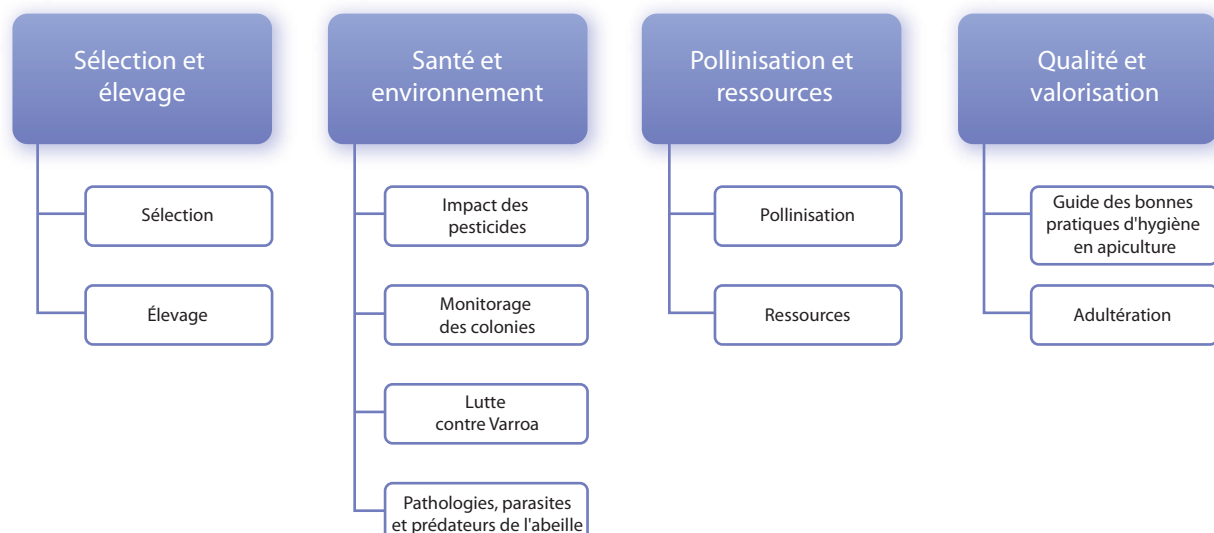 Sélection et
élevage
Sélection
Élevage
Santé et
environnement
Impact des
pesticides
Monitorage
des colonies
Lutte
contre Varroa
Pathologies, parasites
et prédateurs de l'abeille
Pollinisation et
ressources
Pollinisation
Ressources
Qualité et
valorisation
Guide des bonnes
pratiques d'hygiène
en apiculture
Adultération